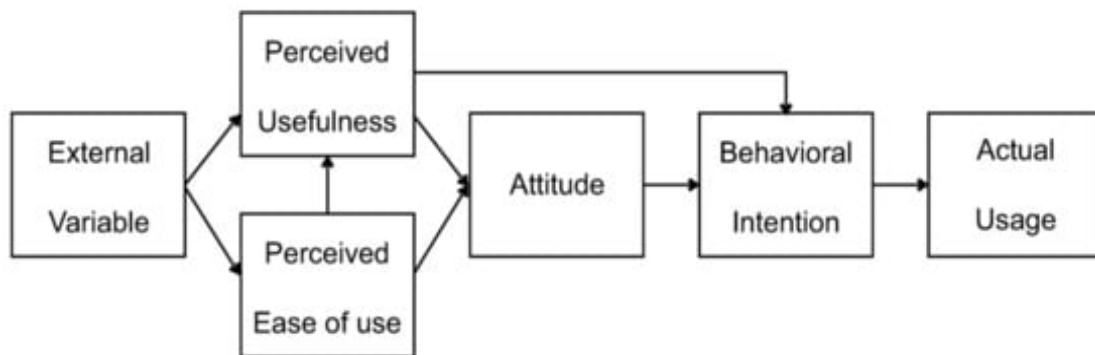 Perceived
Usefulness
External
Variable
Perceived
Ease of use
Attitude
Behavioral
Intention
Actual
Usage